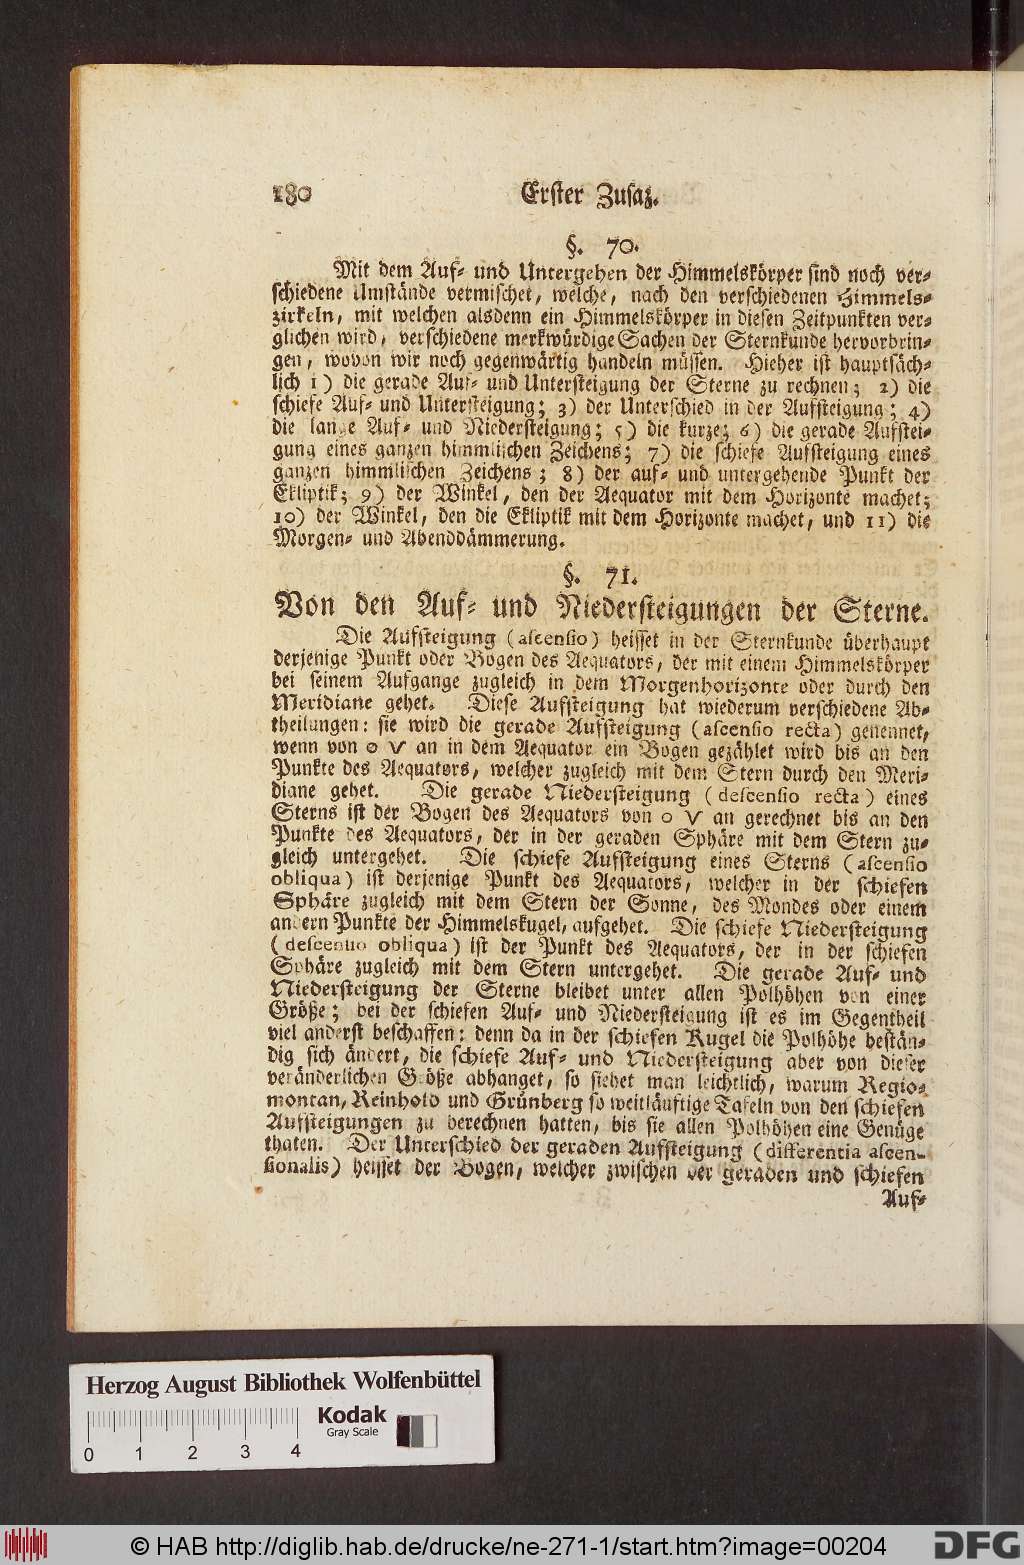 180 Erster Zusaz.
§. 70.
Mit dem Auf- und Untergehen der Himmelskörper sind noch ver-
schiedene Umstände vermischet, welche, nach den verschiedenen Himmels-
zirkeln, mit welchen alsdenn ein Himmelskörper in diesen Zeitpunkten ver-
glichen wird, verschiedene merkwürdige Sachen der Sternkunde hervorbrin-
gen, wovon wir noch gegenwärtig handeln müssen. Hieher ist hauptsäch-
lich 1) die gerade Auf- und Untersteigung der Sterne zu rechnen; 2) die
schiefe Auf- und Untersteigung; 3) der Unterschied in der Aufsteigung; 4)
die lange Auf- und Niedersteigung; 5) die kurze; 6) die gerade Aufstei-
gung eines ganzen himmlischen Zeichens; 7) die schiefe Aufsteigung eines
ganzen himmlischen Zeichens; 8) der auf- und untergehende Punkt der
Ekliptik; 9) der Winkel, den der Aequator mit dem Horizonte machet;
10) der Winkel, den die Ekliptik mit dem Horizonte machet, und 11) die
Morgen- und Abenddämmerung.
§. 71.
Von den Auf- und Niedersteigungen der Sterne.
Die Aufsteigung (ascensio) heisset in der Sternkunde überhaupt
derjenige Punkt oder Bogen des Aequators, der mit einem Himmelskörper
bei seinem Aufgange zugleich in dem Morgenhorizonte oder durch den
Meridiane gehet. Diese Aufsteigung hat wiederum verschiedene Ab-
theilungen: sie wird die gerade Aufsteigung (ascensio recta) genennet,
wenn von 0 V an in dem Aequator ein Bogen gezählet wird bis an den
Punkte des Aequators, welcher zugleich mit dem Stern durch den Meri-
diane gehet. Die gerade Niedersteigung (descensio recta) eines
Sterns ist der Bogen des Aequators von 0 V an gerechnet bis an den
Punkte des Aequators, der in der geraden Sphäre mit dem Stern zu-
gleich untergehet. Die schiefe Aufsteigung eines Sterns (ascensio
obliqua) ist derjenige Punkt des Aequators, welcher in der schiefen
Sphäre zugleich mit dem Stern der Sonne, des Mondes oder einem
andern Punkte der Himmelskugel, aufgehet. Die schiefe Niedersteigung
(descensio obliqua) ist der Punkt des Aequators, der in der schiefen
Sphäre zugleich mit dem Stern untergehet. Die gerade Auf- und
Niedersteigung der Sterne bleibet unter allen Polhöhen von einer
Größe; bei der schiefen Auf- und Niedersteigung ist es im Gegentheil
viel anderst beschaffen: denn da in der schiefen Kugel die Polhöhe bestän-
dig sich ändert, die schiefe Auf- und Niedersteigung aber von dieser
veränderlichen Größe abhanget, so siehet man leichtlich, warum Regio-
montan, Reinhold und Grünberg so weitläuftige Tafeln von den schiefen
Aufsteigungen zu berechnen hatten, bis sie allen Polhöhen eine Genüge
thaten. Der Unterschied der geraden Aufsteigung (differentia ascen-
sionalis) heisset der Bogen, welcher zwischen der geraden und schiefen
Auf-
Herzog August Bibliothek Wolfenbüttel
Kodak
Gray Scale
0 1 2 3 4
© HAB http://diglib.hab.de/drucke/ne-271-1/start.htm?image=00204
DFG